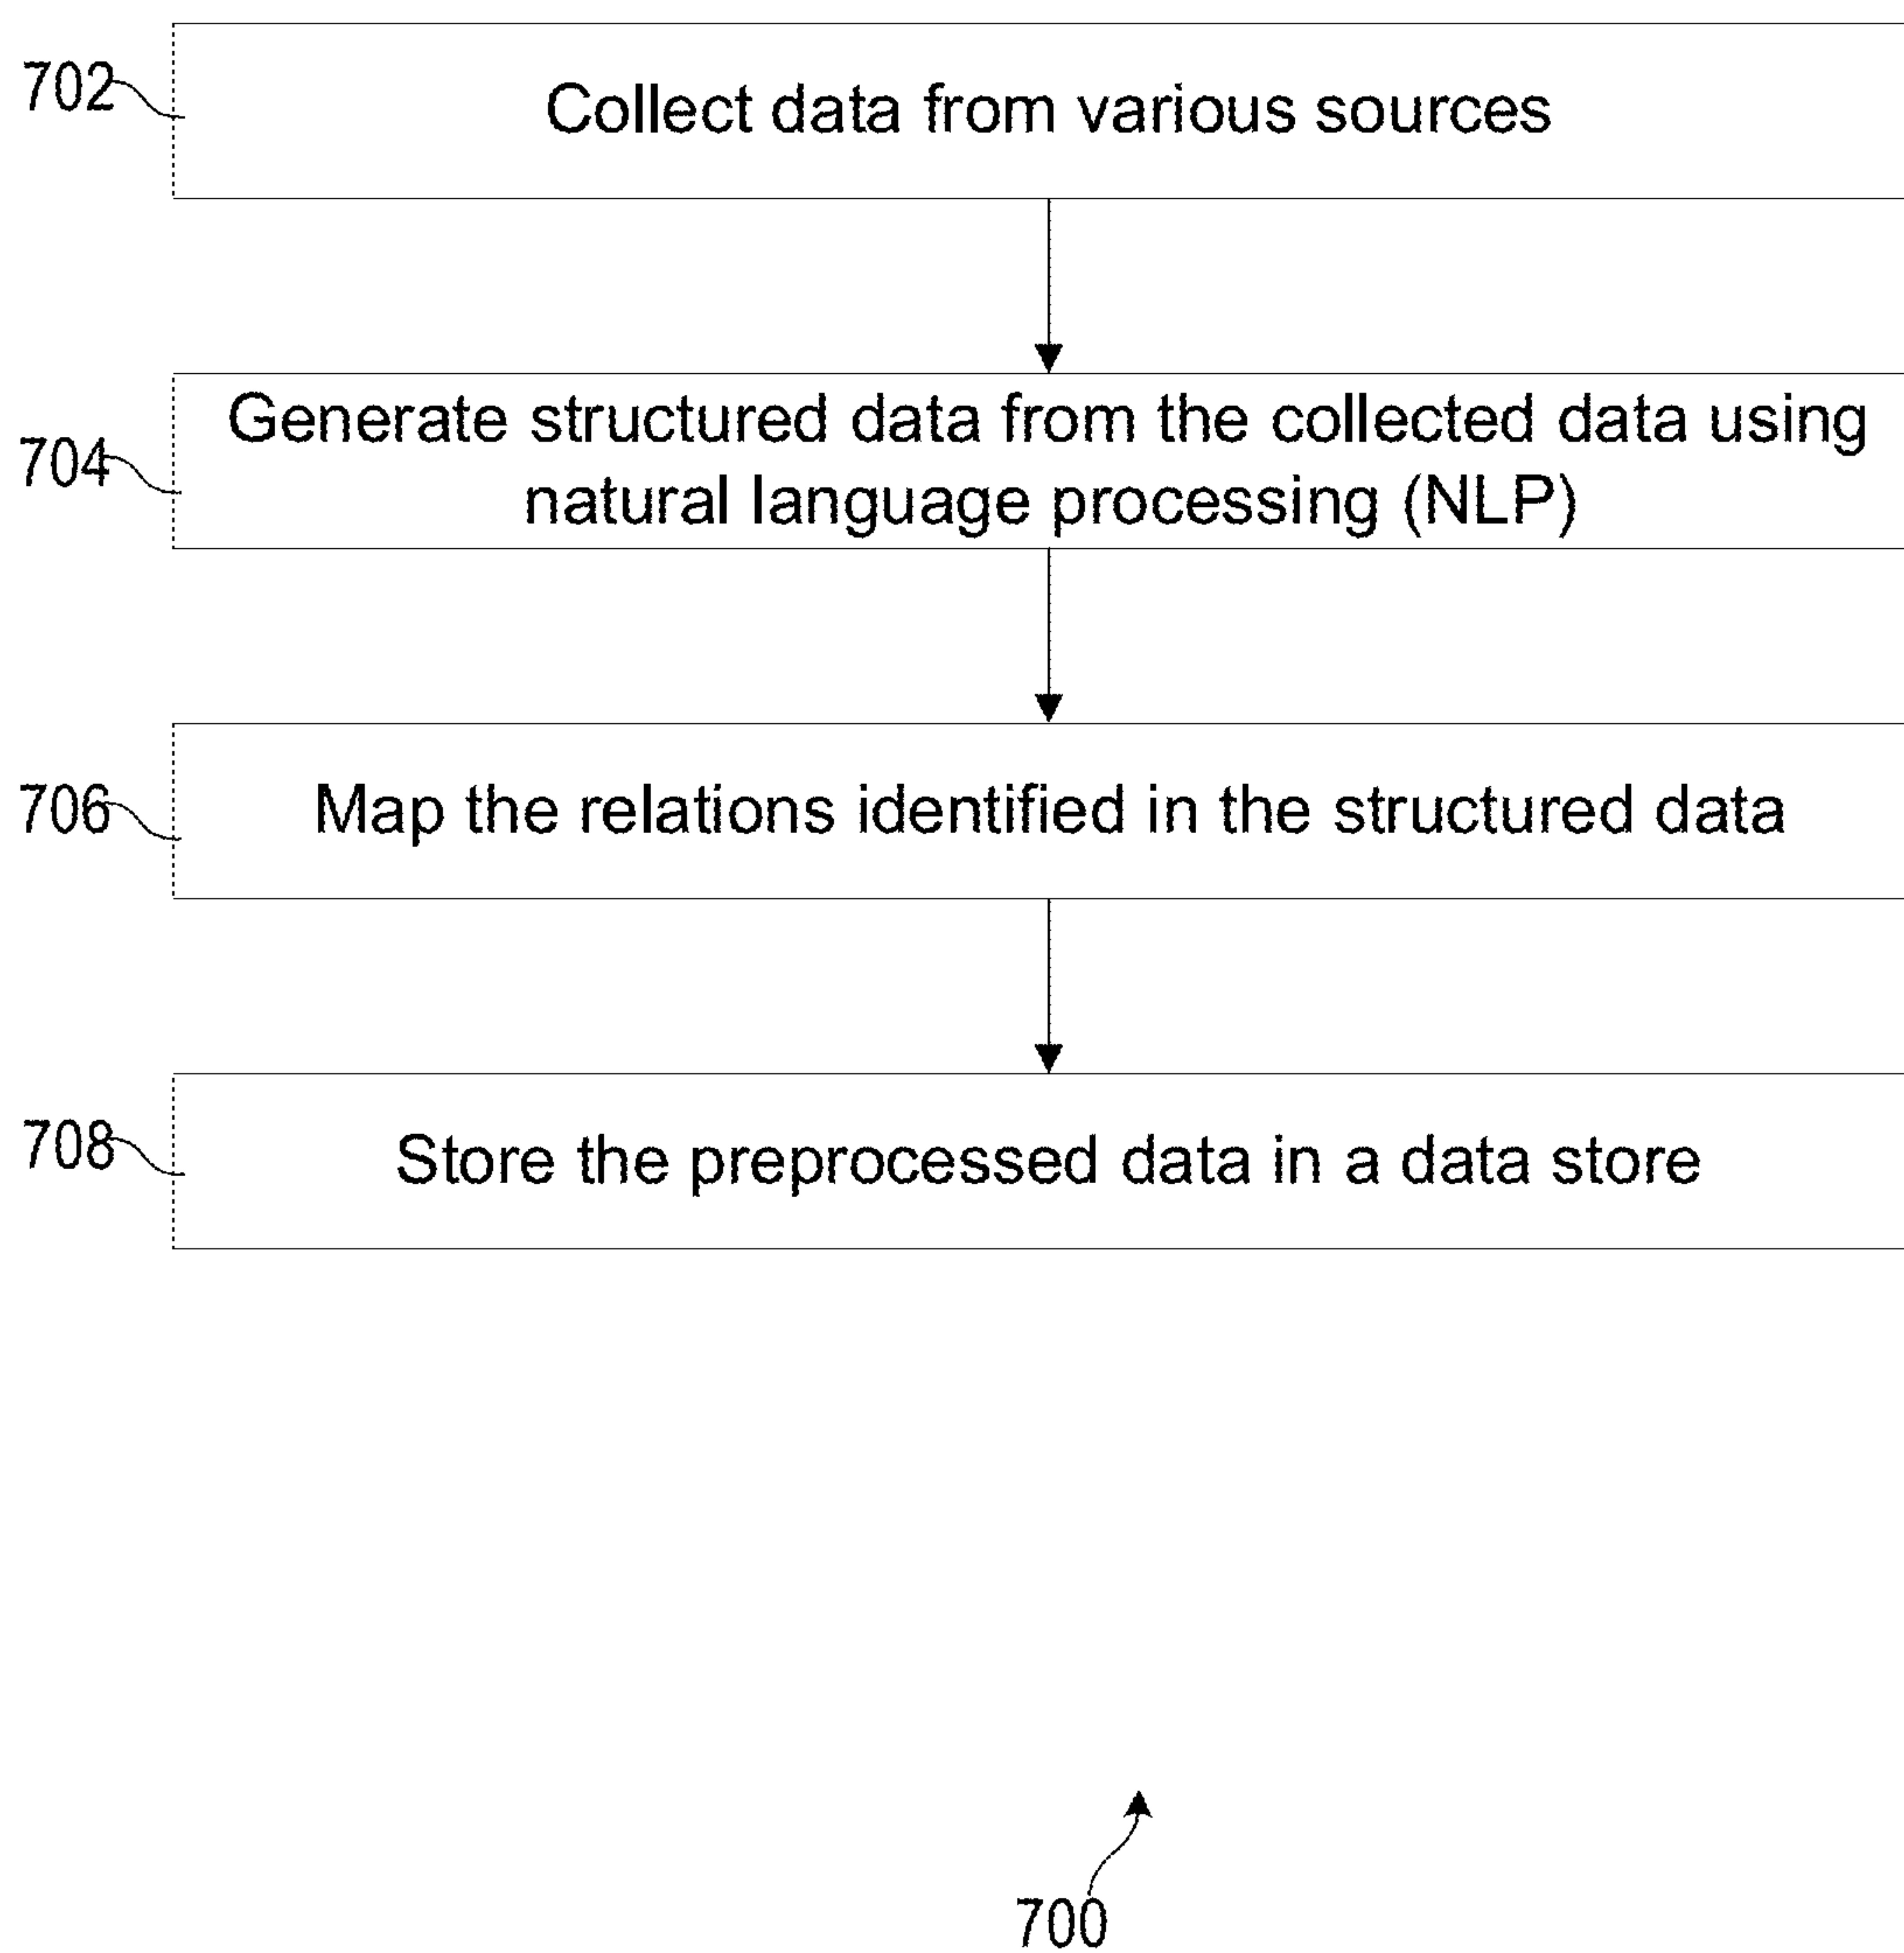 702
Collect data from various sources
704
Generate structured data from the collected data using
natural language processing (NLP)
706
Map the relations identified in the structured data
708
Store the preprocessed data in a data store
700